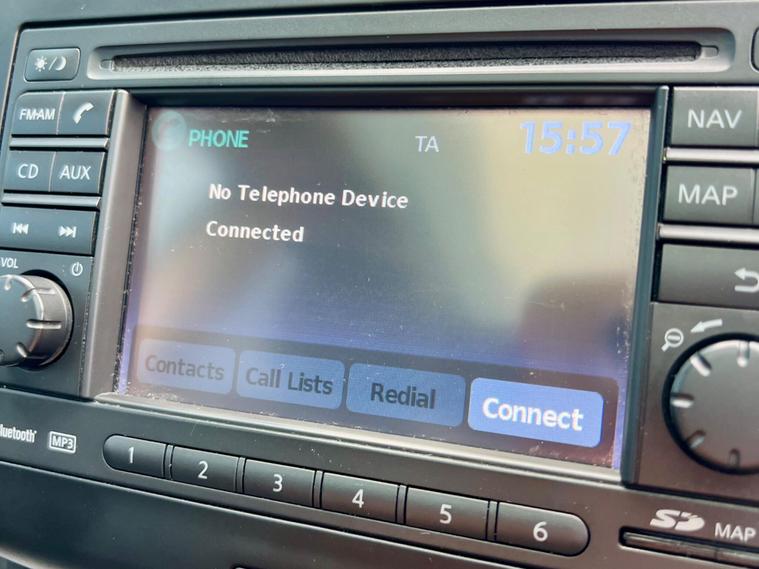 PHONE
TA
15:57
No Telephone Device
Connected
Contacts
Call Lists
Redial
Connect
FM·AM
CD
AUX
VOL
NAV
MAP
MP3
1
2
3
4
5
6
SD MAP